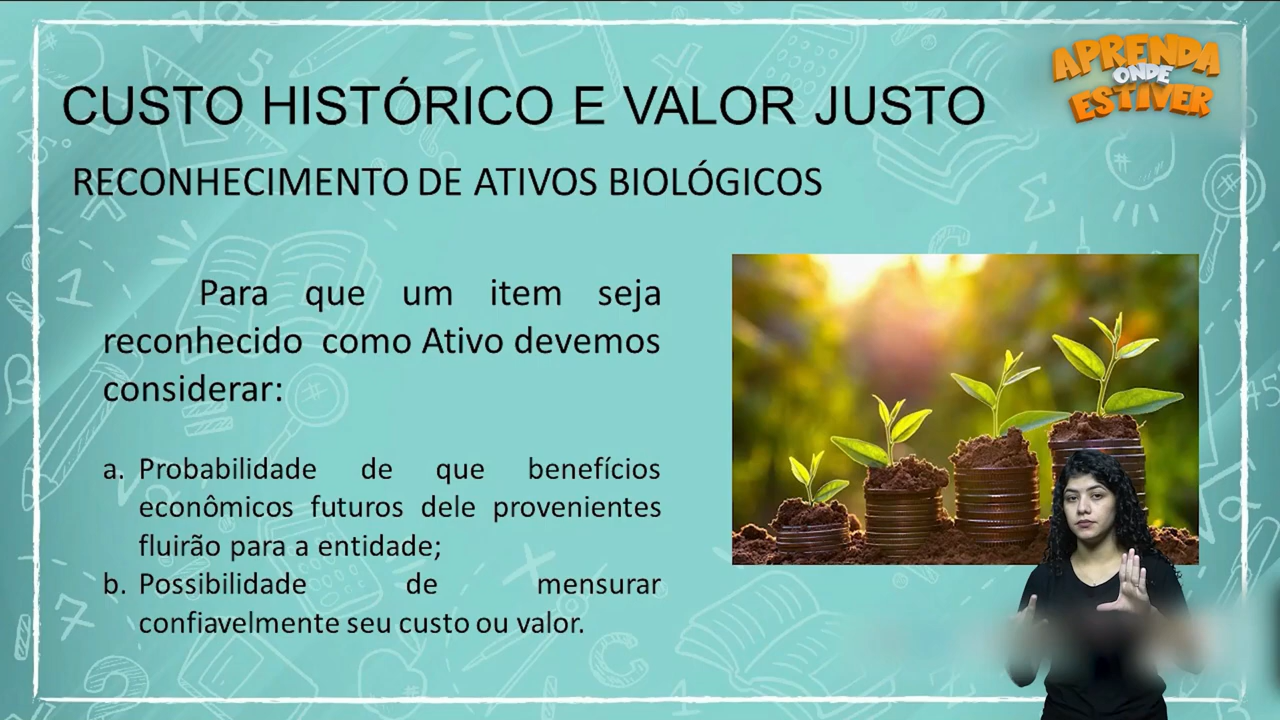 CUSTO HISTÓRICO E VALOR JUSTO
APRENDA
ONDE
ESTIVER
RECONHECIMENTO DE ATIVOS BIOLÓGICOS
Para que um item seja
reconhecido como Ativo devemos
considerar:
a. Probabilidade de que benefícios
econômicos futuros dele provenientes
fluirão para a entidade;
b. Possibilidade de mensurar
confiavelmente seu custo ou valor.